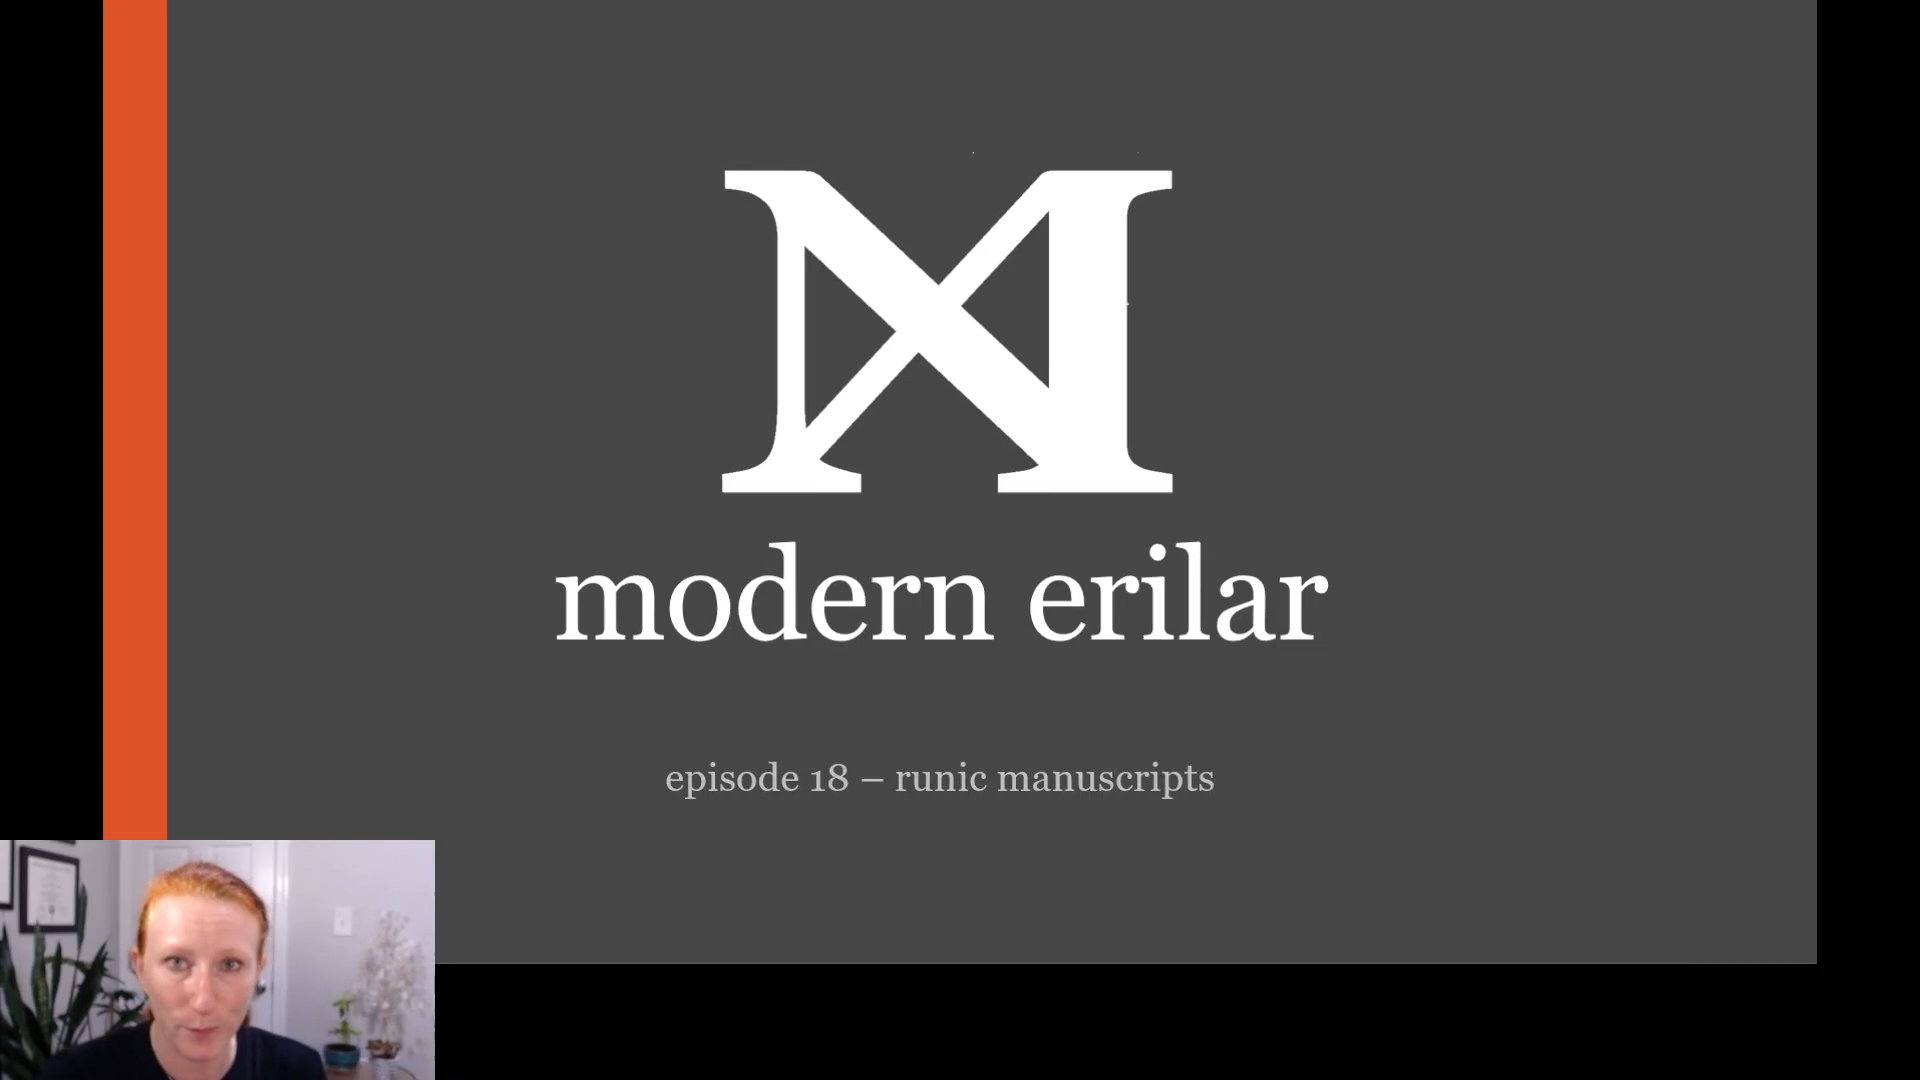 modern erilar
episode 18 – runic manuscripts